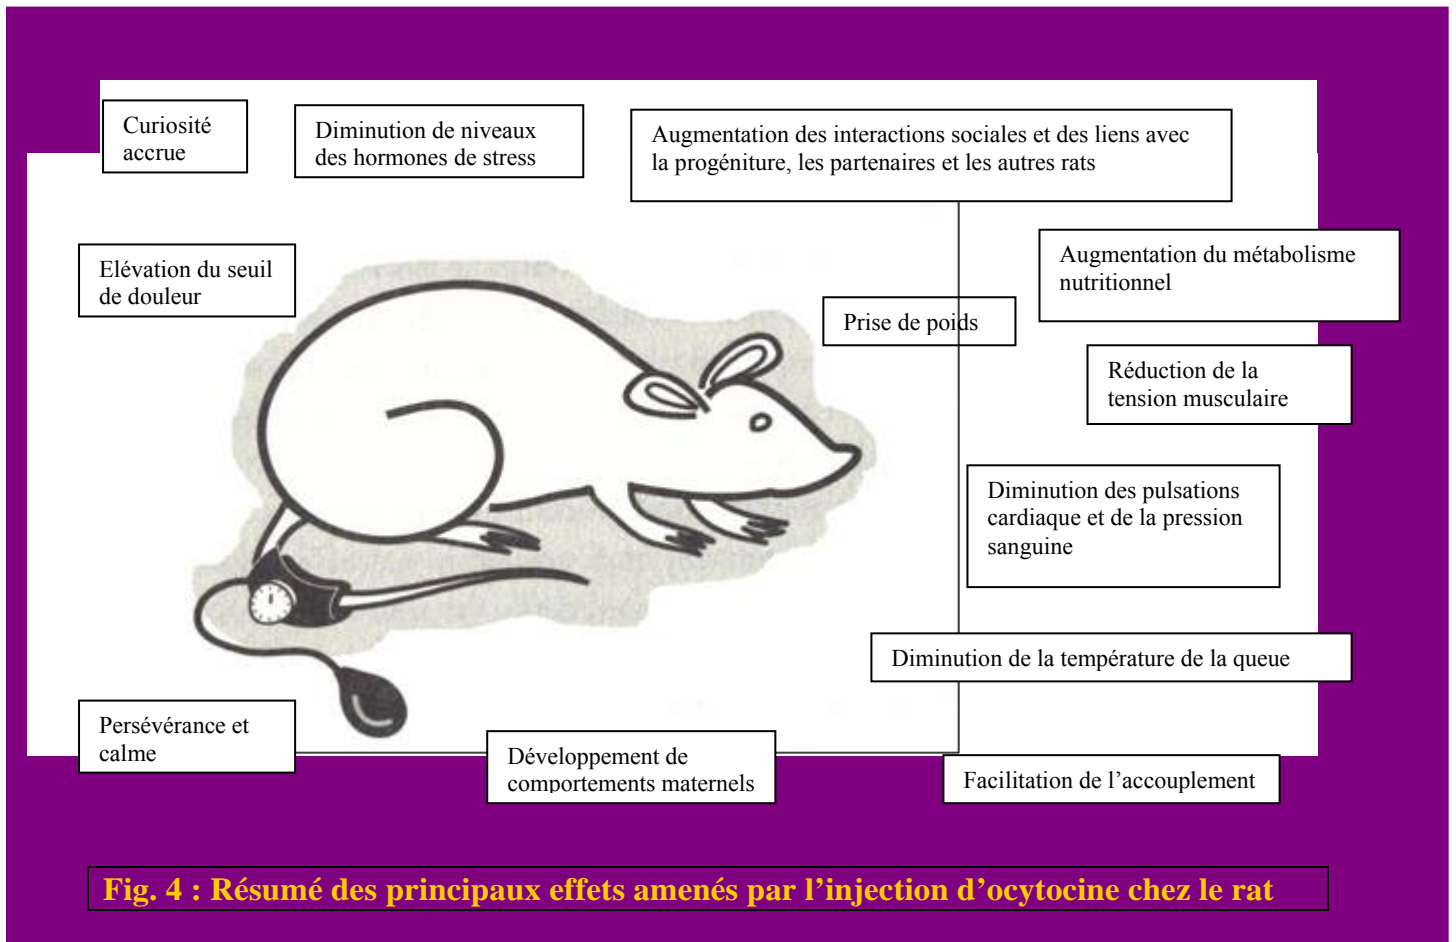 Curiosité
accrue
Diminution de niveaux
des hormones de stress
Augmentation des interactions sociales et des liens avec
la progéniture, les partenaires et les autres rats
Elévation du seuil
de douleur
Augmentation du métabolisme
nutritionnel
Prise de poids
Réduction de la
tension musculaire
Diminution des pulsations
cardiaque et de la pression
sanguine
Diminution de la température de la queue
Persévérance et
calme
Développement de
comportements maternels
Facilitation de l’accouplement
Fig. 4 : Résumé des principaux effets amenés par l’injection d’ocytocine chez le rat